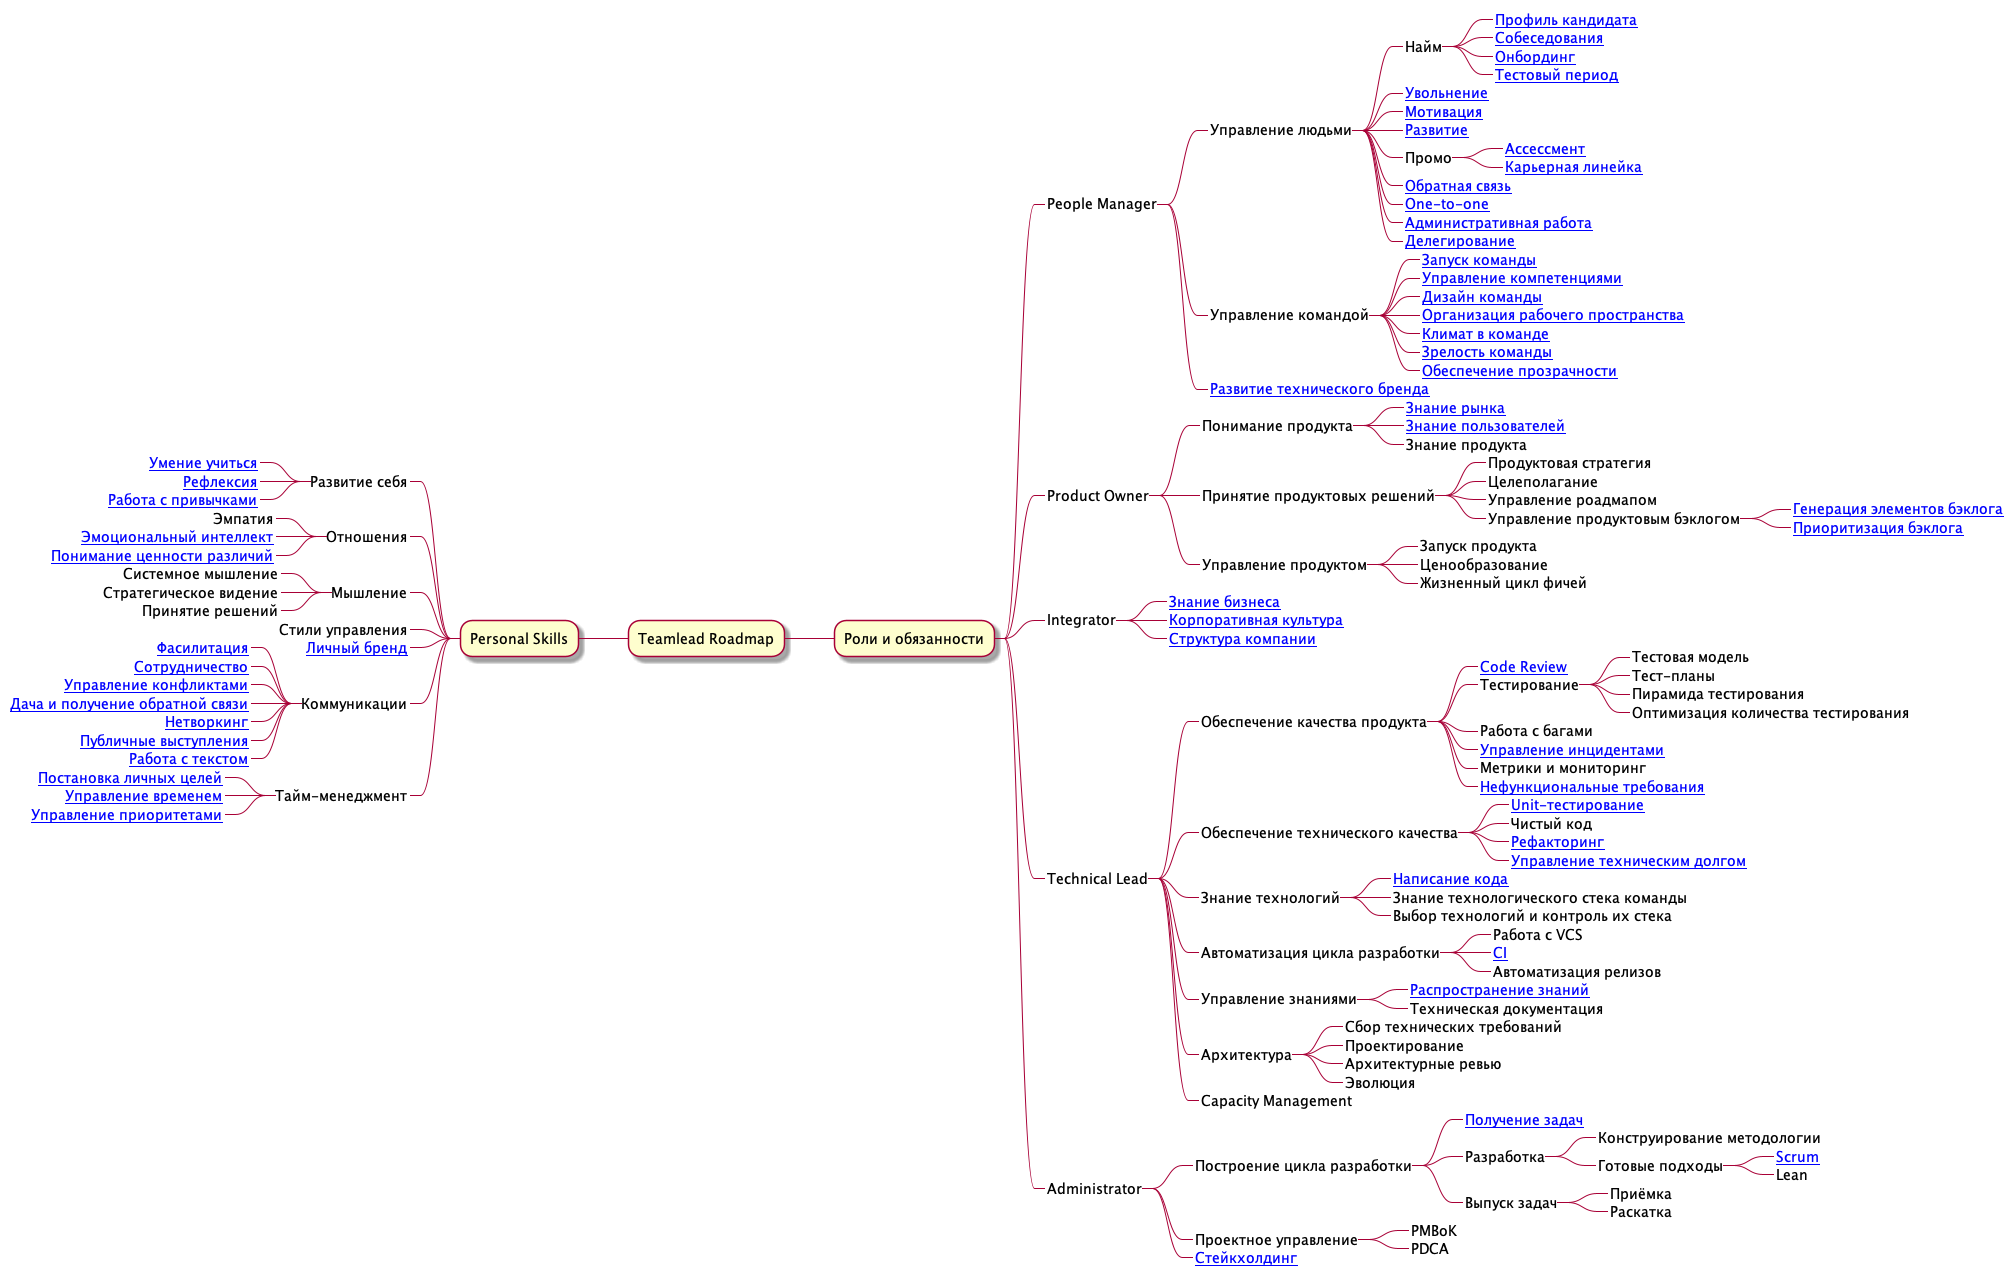 Teamlead Roadmap
Роли и обязанности
People Manager
Управление людьми
Найм
Профиль кандидата
Собеседования
Онбординг
Тестовый период
Увольнение
Мотивация
Развитие
Промо
Ассессмент
Карьерная линейка
Обратная связь
One-to-one
Административная работа
Делегирование
Управление командой
Запуск команды
Управление компетенциями
Дизайн команды
Организация рабочего пространства
Климат в команде
Зрелость команды
Обеспечение прозрачности
Развитие технического бренда
Product Owner
Понимание продукта
Знание рынка
Знание пользователей
Знание продукта
Принятие продуктовых решений
Продуктовая стратегия
Целеполагание
Управление роадмапом
Управление продуктовым бэклогом
Генерация элементов бэклога
Приоритизация бэклога
Управление продуктом
Запуск продукта
Ценообразование
Жизненный цикл фичей
Integrator
Знание бизнеса
Корпоративная культура
Структура компании
Technical Lead
Обеспечение качества продукта
Code Review
Тестирование
Тестовая модель
Тест-планы
Пирамида тестирования
Оптимизация количества тестирования
Работа с багами
Управление инцидентами
Метрики и мониторинг
Нефункциональные требования
Обеспечение технического качества
Unit-тестирование
Чистый код
Рефакторинг
Управление техническим долгом
Знание технологий
Написание кода
Знание технологического стека команды
Выбор технологий и контроль их стека
Автоматизация цикла разработки
Работа с VCS
CI
Автоматизация релизов
Управление знаниями
Распространение знаний
Техническая документация
Архитектура
Сбор технических требований
Проектирование
Архитектурные ревью
Эволюция
Capacity Management
Administrator
Построение цикла разработки
Получение задач
Разработка
Конструирование методологии
Готовые подходы
Scrum
Lean
Выпуск задач
Приёмка
Раскатка
Проектное управление
PMBoK
PDCA
Стейкхолдинг
Personal Skills
Развитие себя
Умение учиться
Рефлексия
Работа с привычками
Отношения
Эмпатия
Эмоциональный интеллект
Понимание ценности различий
Мышление
Системное мышление
Стратегическое видение
Принятие решений
Стили управления
Личный бренд
Коммуникации
Фасилитация
Сотрудничество
Управление конфликтами
Дача и получение обратной связи
Нетворкинг
Публичные выступления
Работа с текстом
Тайм-менеджмент
Постановка личных целей
Управление временем
Управление приоритетами